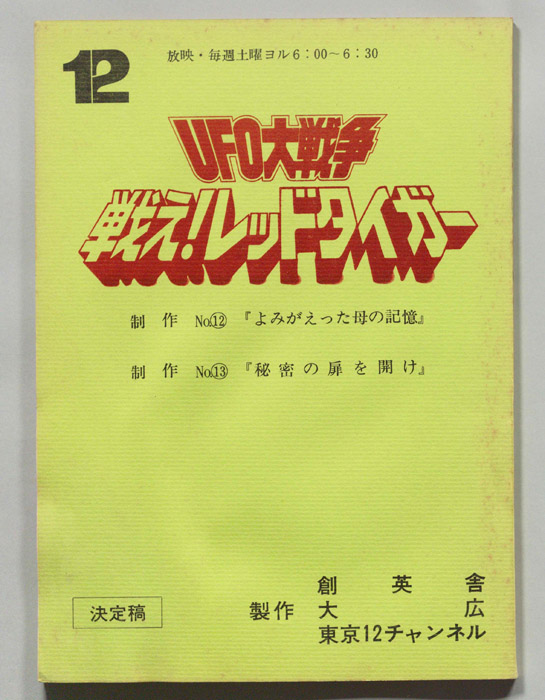 12
放映・毎週土曜ヨル6：00～6：30
UFO大戦争
戦え!レッドタイガー
制作 No.⑫ 『よみがえった母の記憶』
制作 No.⑬ 『秘密の扉を開け』
創英舎
製作 大広
東京12チャンネル
決定稿